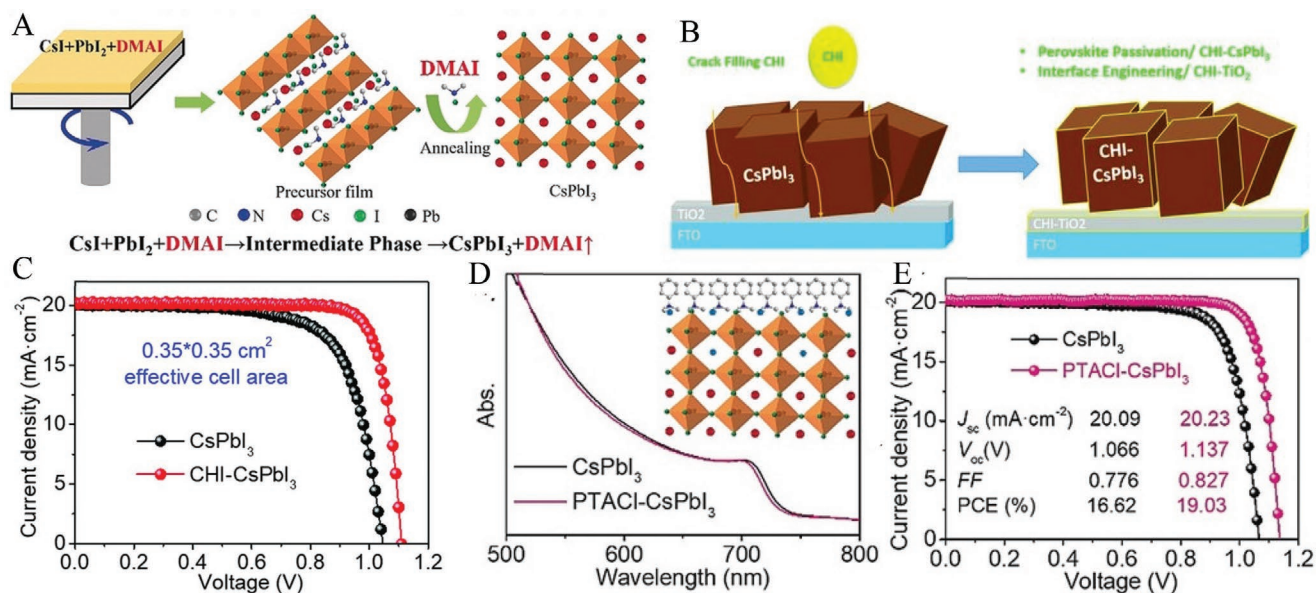 A
CsI+PbI₂+DMAI
DMAI
Anncaling
Precursor film
CsPbI₃
C N Cs I Pb
CsI+PbI₂+DMAI→Intermediate Phase →CsPbI₃+DMAI↑
B
Crack Filling CHI
CHI
• Perovskite Passivation/ CHI-CsPbI₃
• Interface Engineering/ CHI-TiO₂
CsPbI₃
TiO2
FTO
CHI-
CsPbI₃
CHI-TiO2
FTO
C
Current density (mA·cm⁻²)
20
15
10
5
0
0.35*0.35 cm²
effective cell area
CsPbI₃
CHI-CsPbI₃
0.0 0.2 0.4 0.6 0.8 1.0 1.2
Voltage (V)
D
Abs.
CsPbI₃
PTACl-CsPbI₃
500 600 700 800
Wavelength (nm)
E
Current density (mA·cm⁻²)
20
15
10
5
0
CsPbI₃
PTACl-CsPbI₃
Jsc (mA·cm⁻²) 20.09 20.23
Voc(V) 1.066 1.137
FF 0.776 0.827
PCE (%) 16.62 19.03
0.0 0.2 0.4 0.6 0.8 1.0 1.2
Voltage (V)